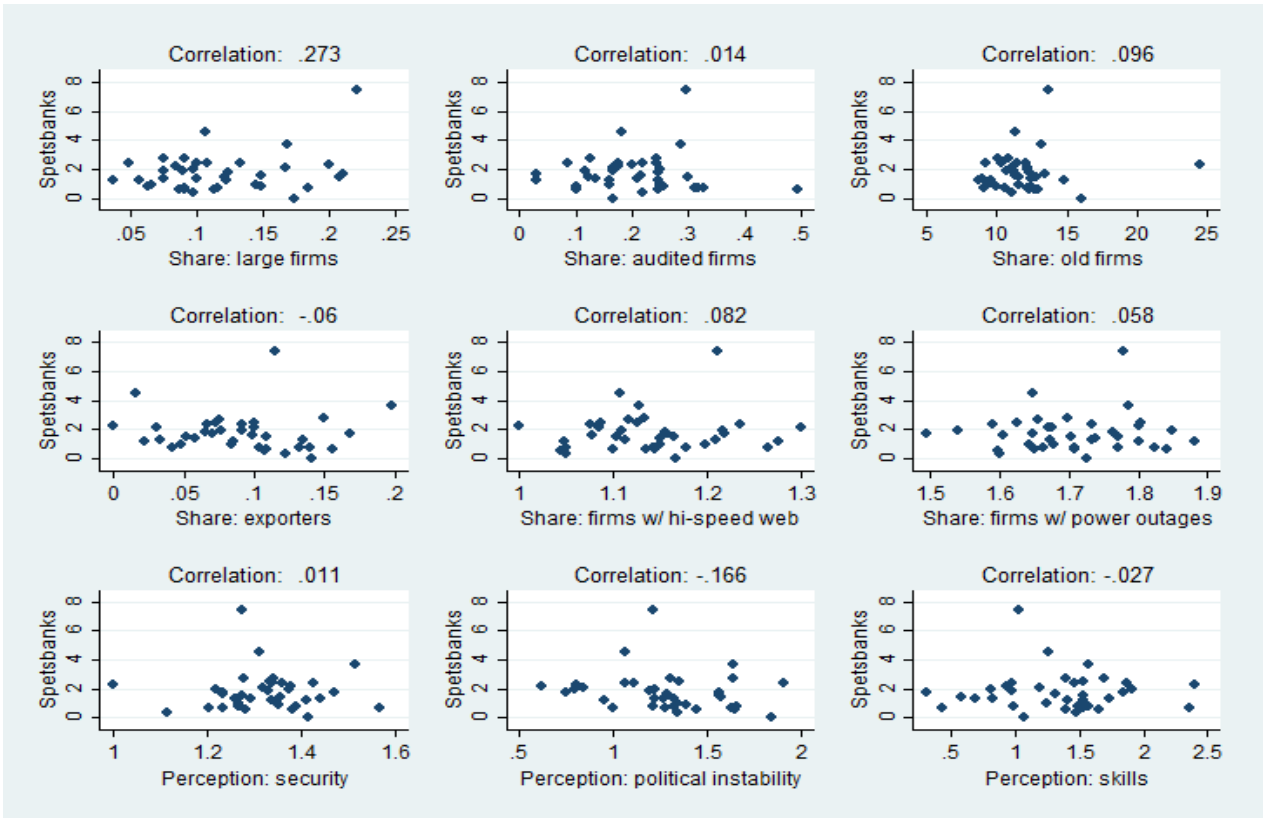 Correlation: .273
Spetsbanks
8
6
4
2
0
.05 .1 .15 .2 .25
Share: large firms
Correlation: .014
Spetsbanks
8
6
4
2
0
0 .1 .2 .3 .4 .5
Share: audited firms
Correlation: .096
Spetsbanks
8
6
4
2
0
5 10 15 20 25
Share: old firms
Correlation: -.06
Spetsbanks
8
6
4
2
0
0 .05 .1 .15 .2
Share: exporters
Correlation: .082
Spetsbanks
8
6
4
2
0
1 1.1 1.2 1.3
Share: firms w/ hi-speed web
Correlation: .058
Spetsbanks
8
6
4
2
0
1.5 1.6 1.7 1.8 1.9
Share: firms w/ power outages
Correlation: .011
Spetsbanks
8
6
4
2
0
1 1.2 1.4 1.6
Perception: security
Correlation: -.166
Spetsbanks
8
6
4
2
0
.5 1 1.5 2
Perception: political instability
Correlation: -.027
Spetsbanks
8
6
4
2
0
.5 1 1.5 2 2.5
Perception: skills